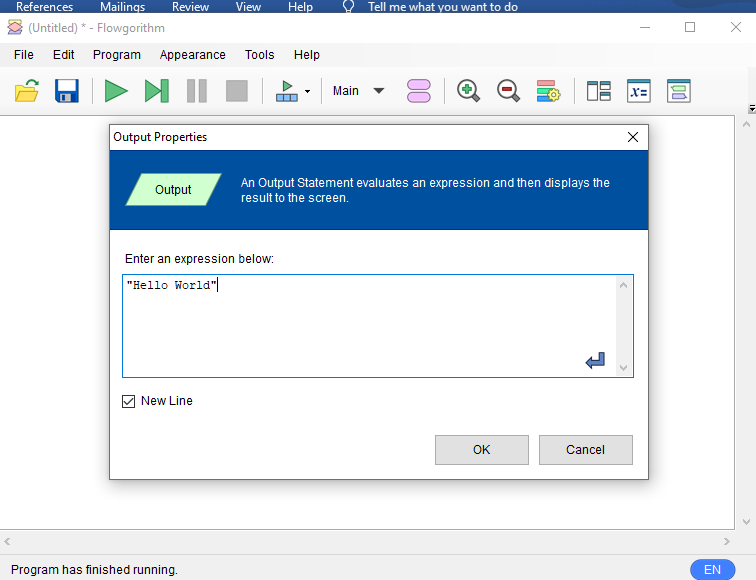 References Mailings Review View Help Tell me what you want to do
(Untitled) * - Flowgorithm
File Edit Program Appearance Tools Help
Main
x=
Output Properties
Output
An Output Statement evaluates an expression and then displays the
result to the screen.
Enter an expression below:
"Hello World"
New Line
OK Cancel
Program has finished running.
EN